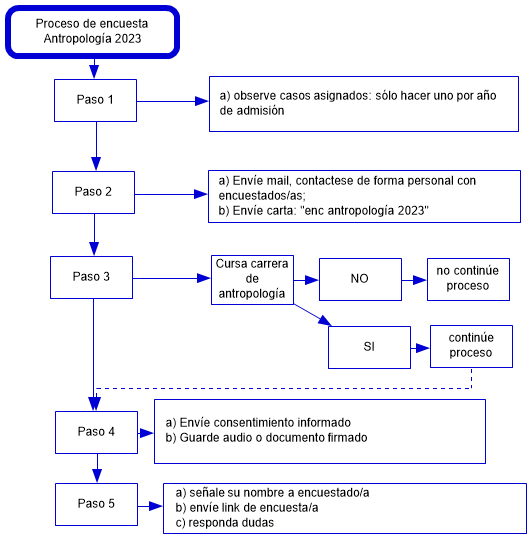 Proceso de encuesta
Antropología 2023
Paso 1
a) observe casos asignados: sólo hacer uno por año
de admisión
Paso 2
a) Envíe mail, contactese de forma personal con
encuestados/as;
b) Envíe carta: "enc antropología 2023"
Paso 3
Cursa carrera
de
antropología
NO
no continúe
proceso
SI
continúe
proceso
Paso 4
a) Envíe consentimiento informado
b) Guarde audio o documento firmado
Paso 5
a) señale su nombre a encuestado/a
b) envíe link de encuesta/a
c) responda dudas